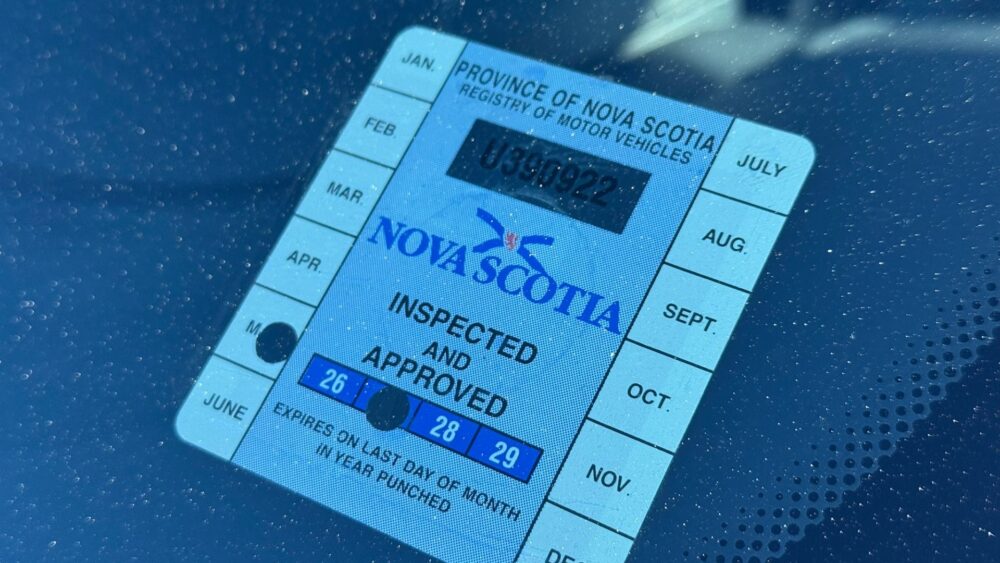 JAN.
FEB.
MAR.
APR.
M
JUNE
PROVINCE OF NOVA SCOTIA
REGISTRY OF MOTOR VEHICLES
U390922
NOVA SCOTIA
INSPECTED
AND
APPROVED
26 28 29
EXPIRES ON LAST DAY OF MONTH
IN YEAR PUNCHED
JULY
AUG.
SEPT.
OCT.
NOV.
DE